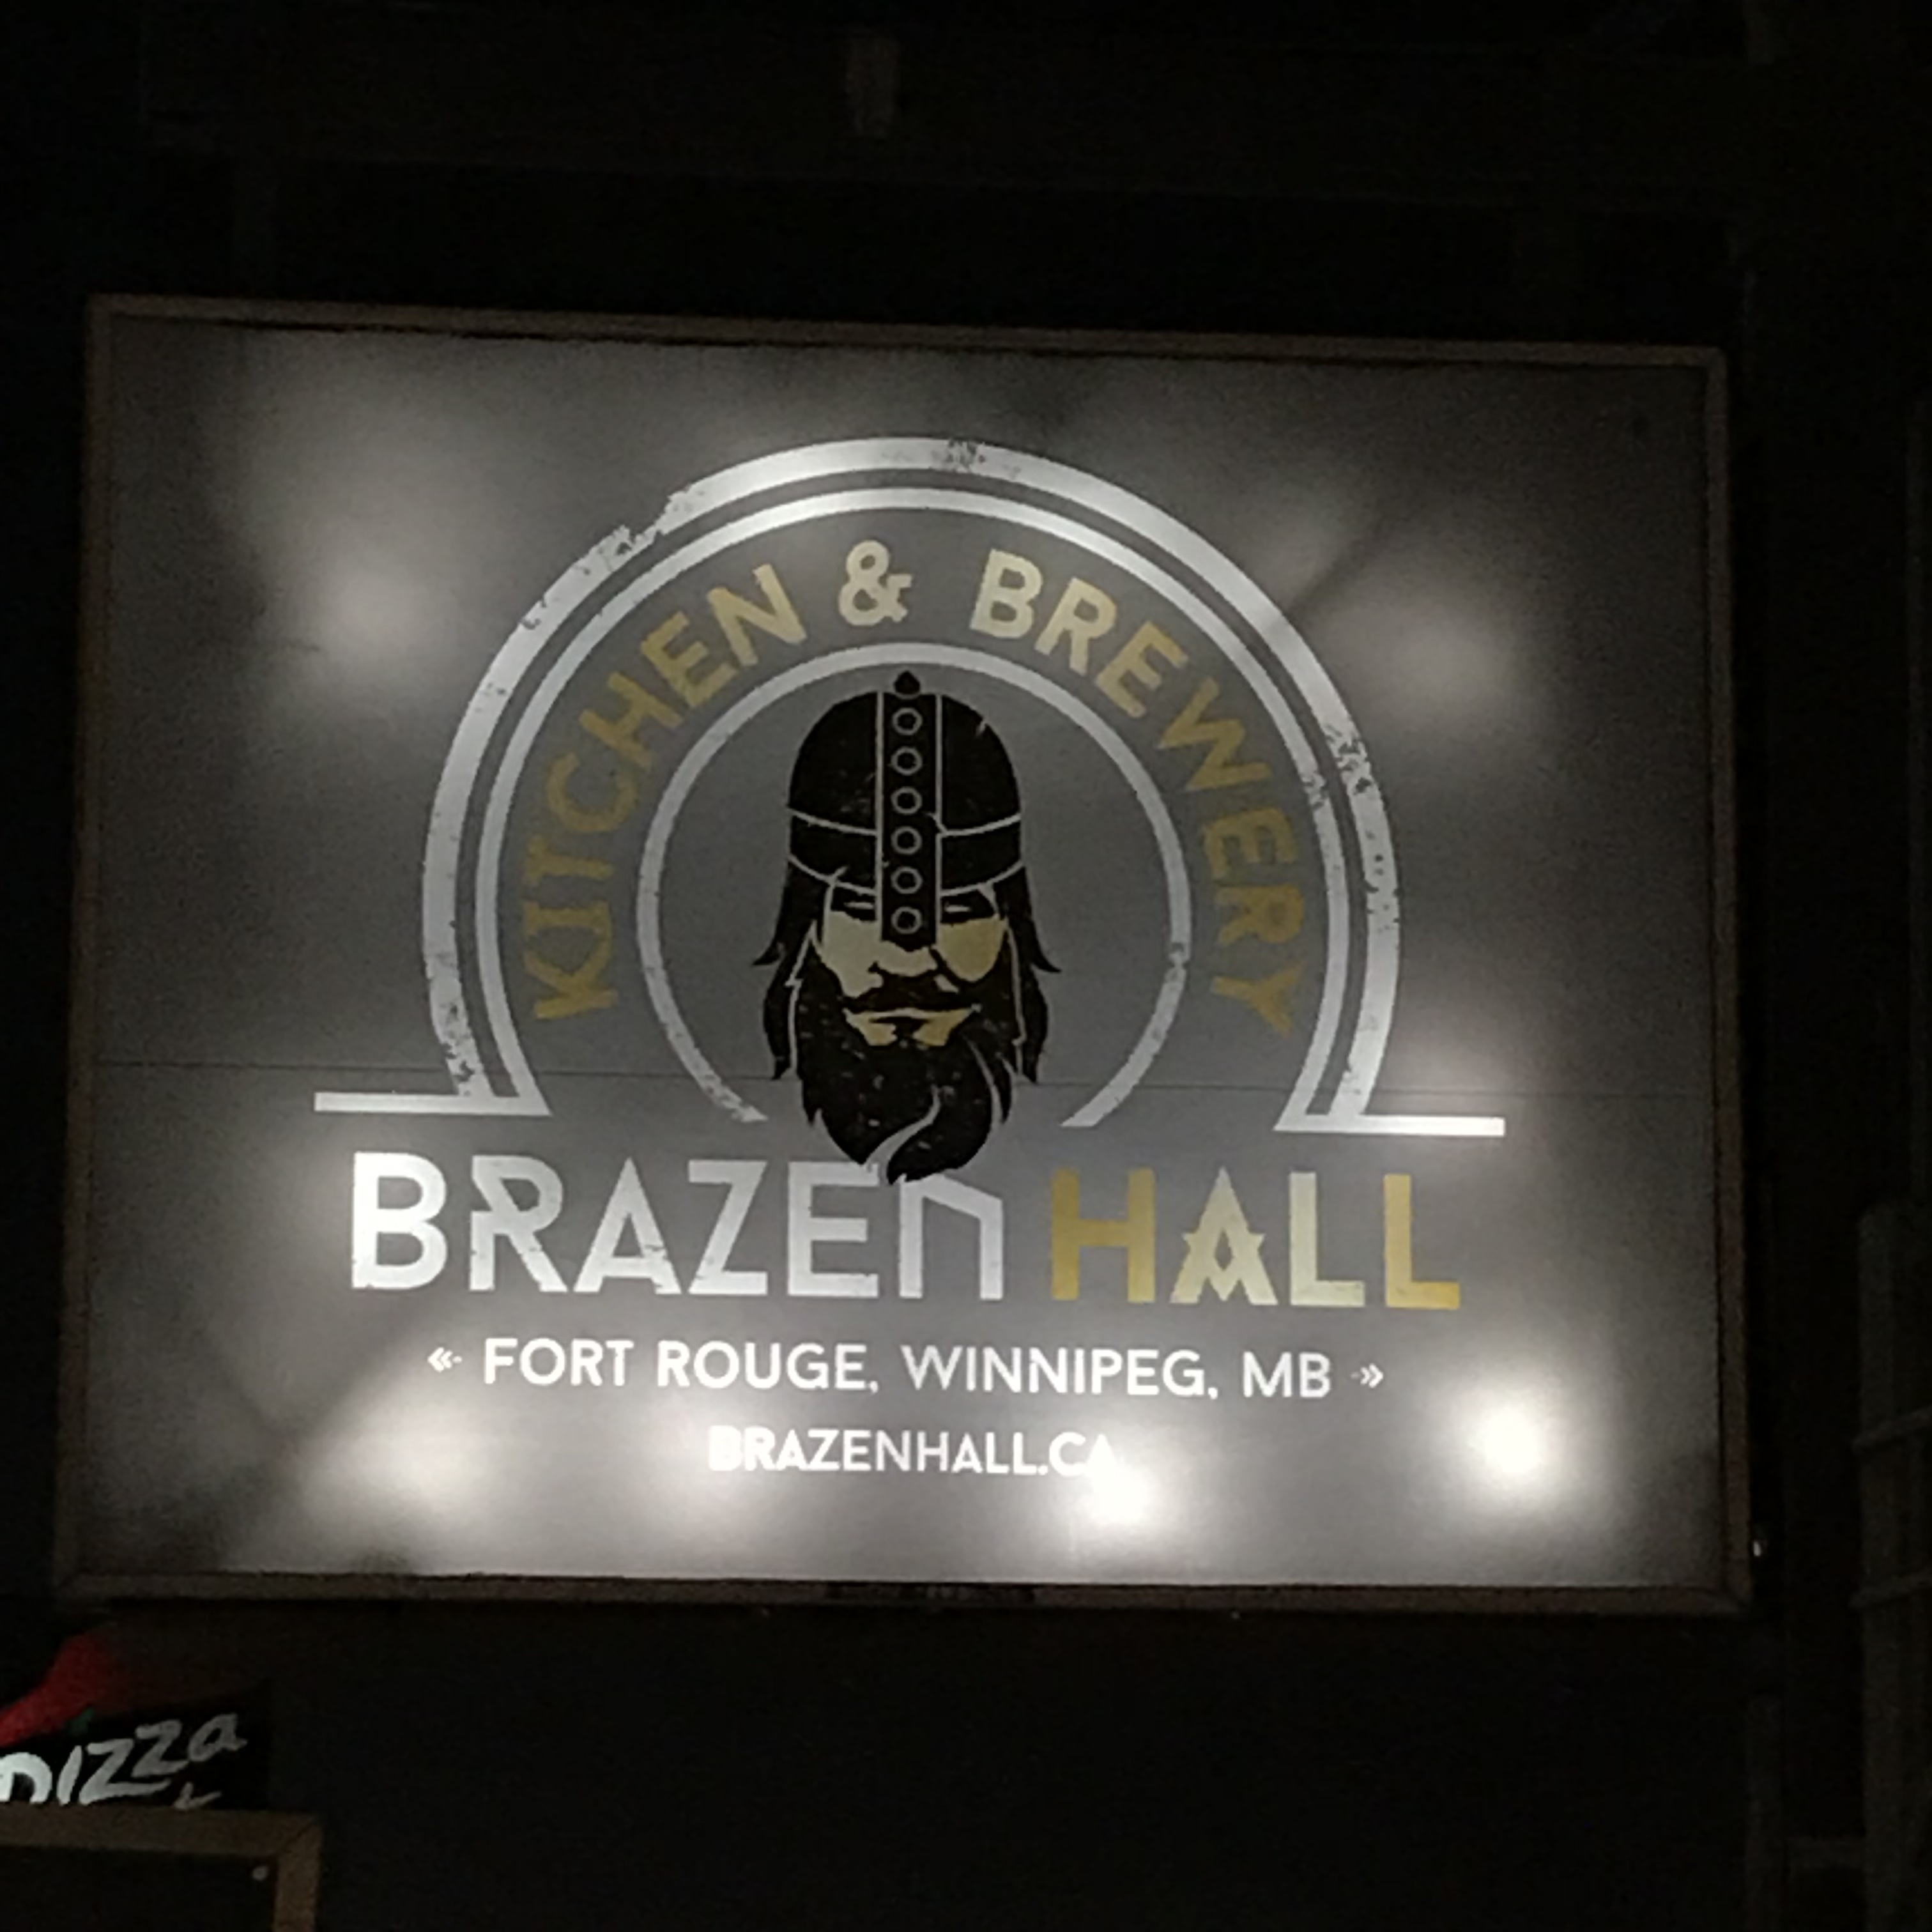 KITCHEN & BREWERY
BRAZEN HALL
FORT ROUGE, WINNIPEG, MB
BRAZENHALL.CA
pizza